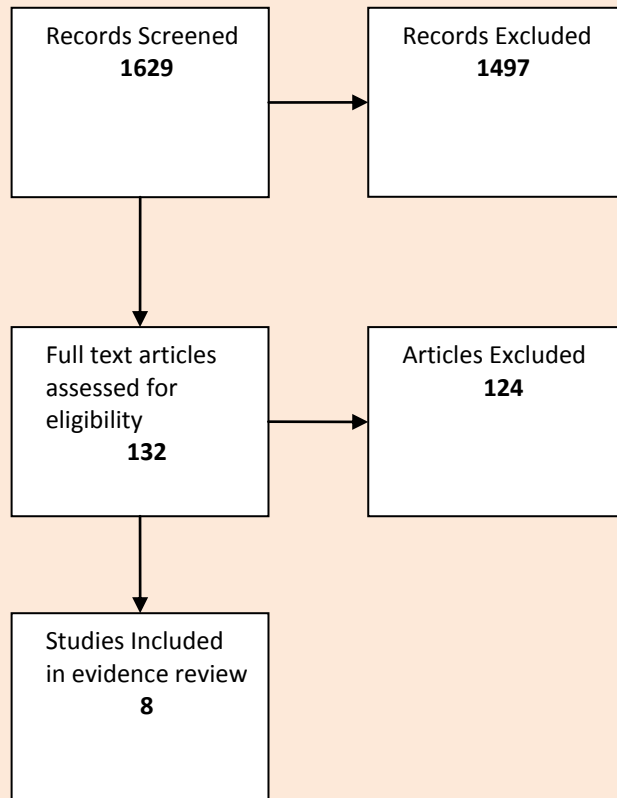 Records Screened
1629
Records Excluded
1497
Full text articles
assessed for
eligibility
132
Articles Excluded
124
Studies Included
in evidence review
8